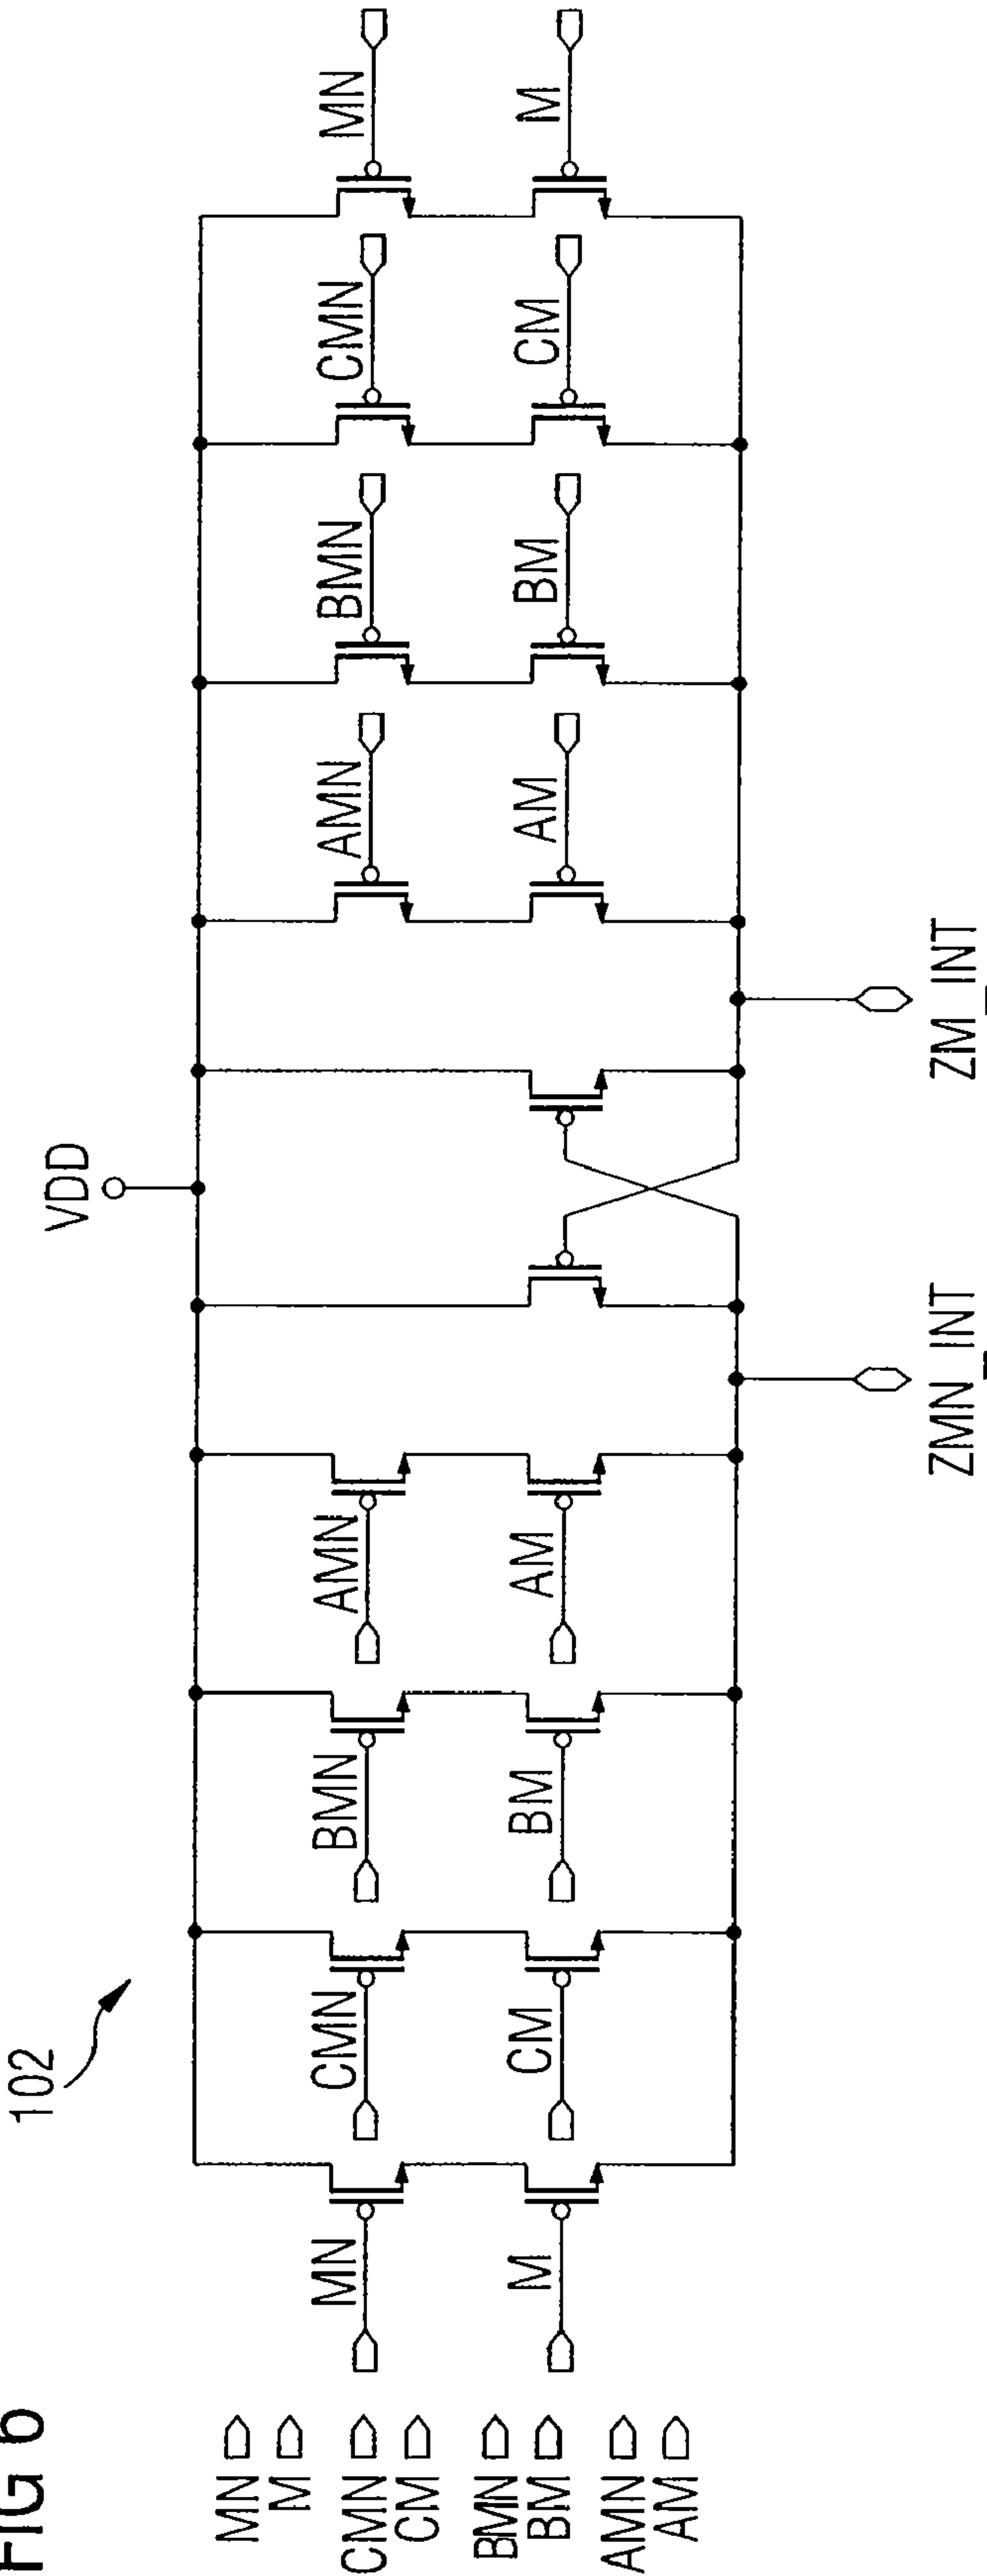 FIG 6
102
VDD
MN
M
CMN
CM
BMN
BM
AMN
AM
MN
CMN
BMN
AMN
AMN
BMN
CMN
MN
M
CM
BM
AM
AM
BM
CM
M
ZMN_INT
ZM_INT